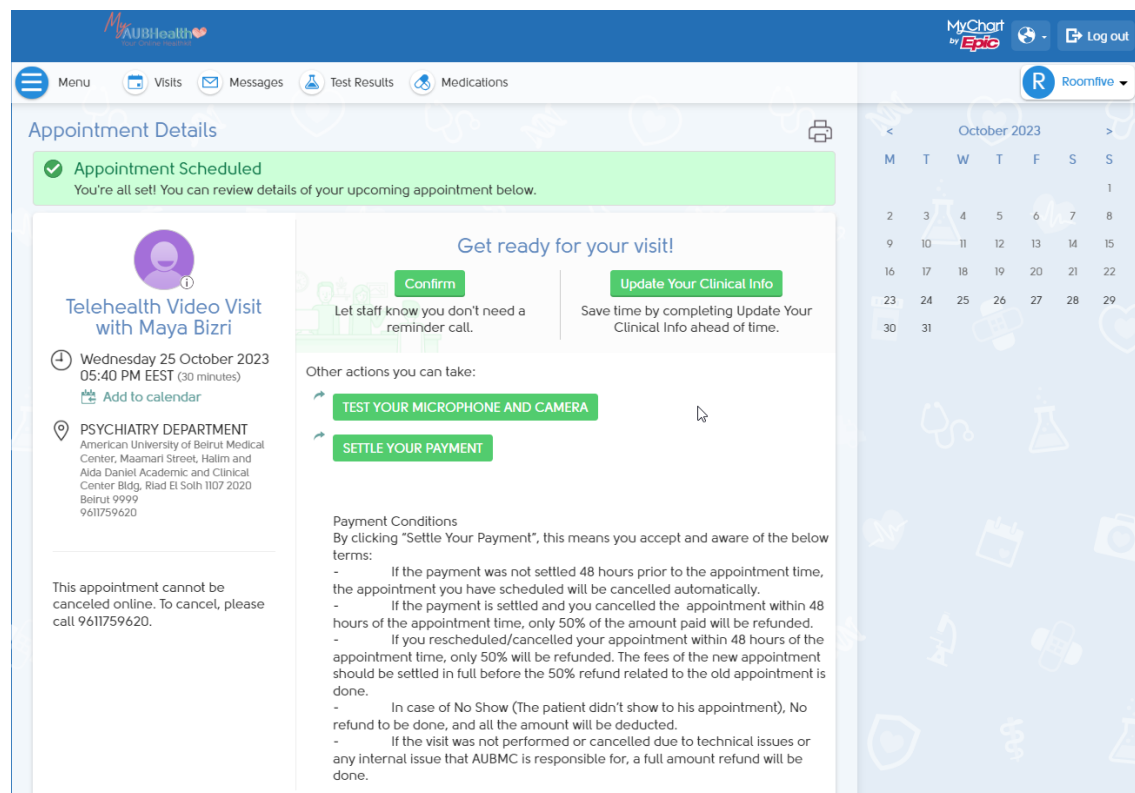 My AUBHealth
Your Online HealthKit
MyChart
by Epic
Log out
Menu
Visits
Messages
Test Results
Medications
R
Roomfive
Appointment Details
Appointment Scheduled
You're all set! You can review details of your upcoming appointment below.
Telehealth Video Visit
with Maya Bizri
Wednesday 25 October 2023
05:40 PM EEST (30 minutes)
Add to calendar
PSYCHIATRY DEPARTMENT
American University of Beirut Medical
Center, Maamari Street, Halim and
Aida Daniel Academic and Clinical
Center Bldg, Riad El Solh 1107 2020
Beirut 9999
9611759620
This appointment cannot be
canceled online. To cancel, please
call 9611759620.
Get ready for your visit!
Confirm
Let staff know you don't need a
reminder call.
Update Your Clinical Info
Save time by completing Update Your
Clinical Info ahead of time.
Other actions you can take:
TEST YOUR MICROPHONE AND CAMERA
SETTLE YOUR PAYMENT
Payment Conditions
By clicking "Settle Your Payment", this means you accept and aware of the below
terms:
- If the payment was not settled 48 hours prior to the appointment time,
the appointment you have scheduled will be cancelled automatically.
- If the payment is settled and you cancelled the appointment within 48
hours of the appointment time, only 50% of the amount paid will be refunded.
- If you rescheduled/cancelled your appointment within 48 hours of the
appointment time, only 50% will be refunded. The fees of the new appointment
should be settled in full before the 50% refund related to the old appointment is
done.
- In case of No Show (The patient didn't show to his appointment), No
refund to be done, and all the amount will be deducted.
- If the visit was not performed or cancelled due to technical issues or
any internal issue that AUBMC is responsible for, a full amount refund will be
done.
< October 2023 >
M T W T F S S
1
2 3 4 5 6 7 8
9 10 11 12 13 14 15
16 17 18 19 20 21 22
23 24 25 26 27 28 29
30 31